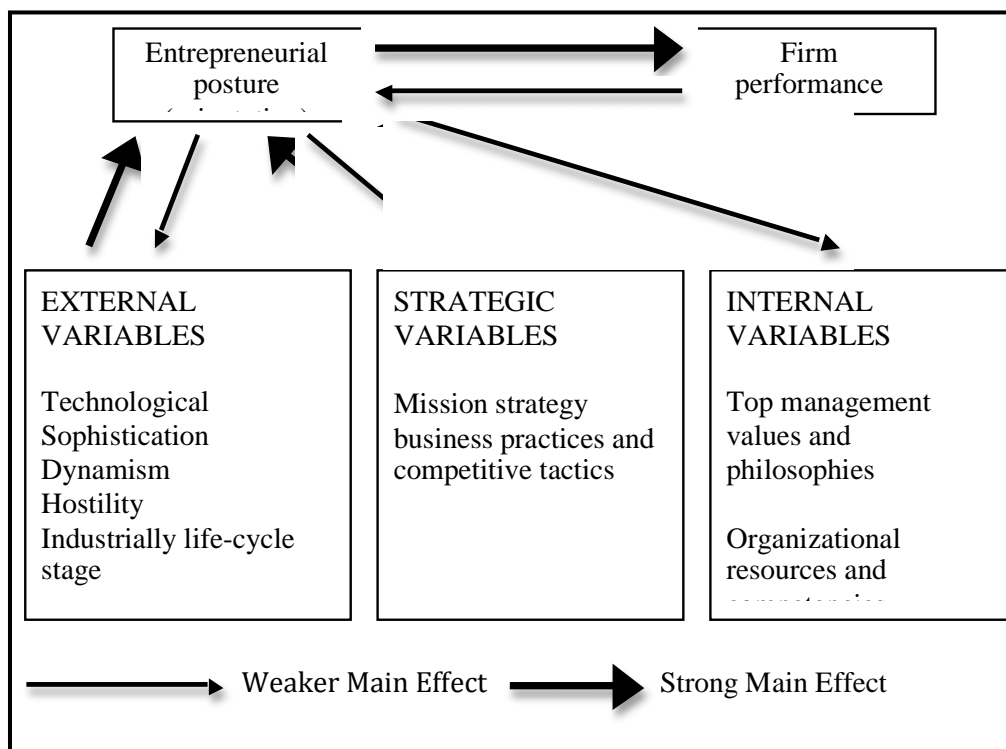 Entrepreneurial
posture
Firm
performance
EXTERNAL
VARIABLES
Technological
Sophistication
Dynamism
Hostility
Industrially life-cycle
stage
STRATEGIC
VARIABLES
Mission strategy
business practices and
competitive tactics
INTERNAL
VARIABLES
Top management
values and
philosophies
Organizational
resources and
Weaker Main Effect
Strong Main Effect